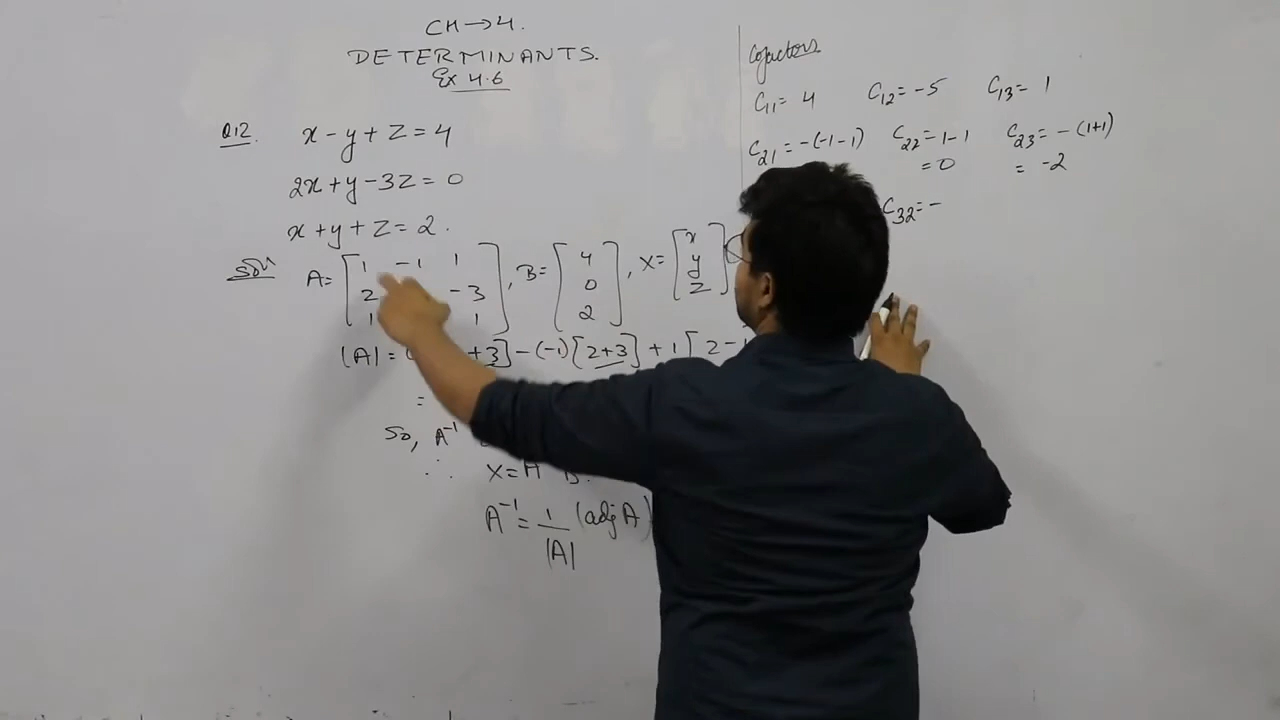 CH→4.
DETERMINANTS.
Ex 4.6
Q12. x - y + z = 4
2x + y - 3z = 0
x + y + z = 2.
Solⁿ A = [ 1 -1 1 ], B = [ 4 ], X = [ x ]
2 -3 0 y
1 1 2 z
|A| = +3] - (-1)[2+3] + 1[2-1
=
So, A⁻¹
∴ X = A B.
A⁻¹ = 1/|A| (adj A)
Cofactors
C₁₁ = 4 C₁₂ = -5 C₁₃ = 1
C₂₁ = -(-1-1) C₂₂ = 1-1 C₂₃ = -(1+1)
= 0 = -2
C₃₂ = -